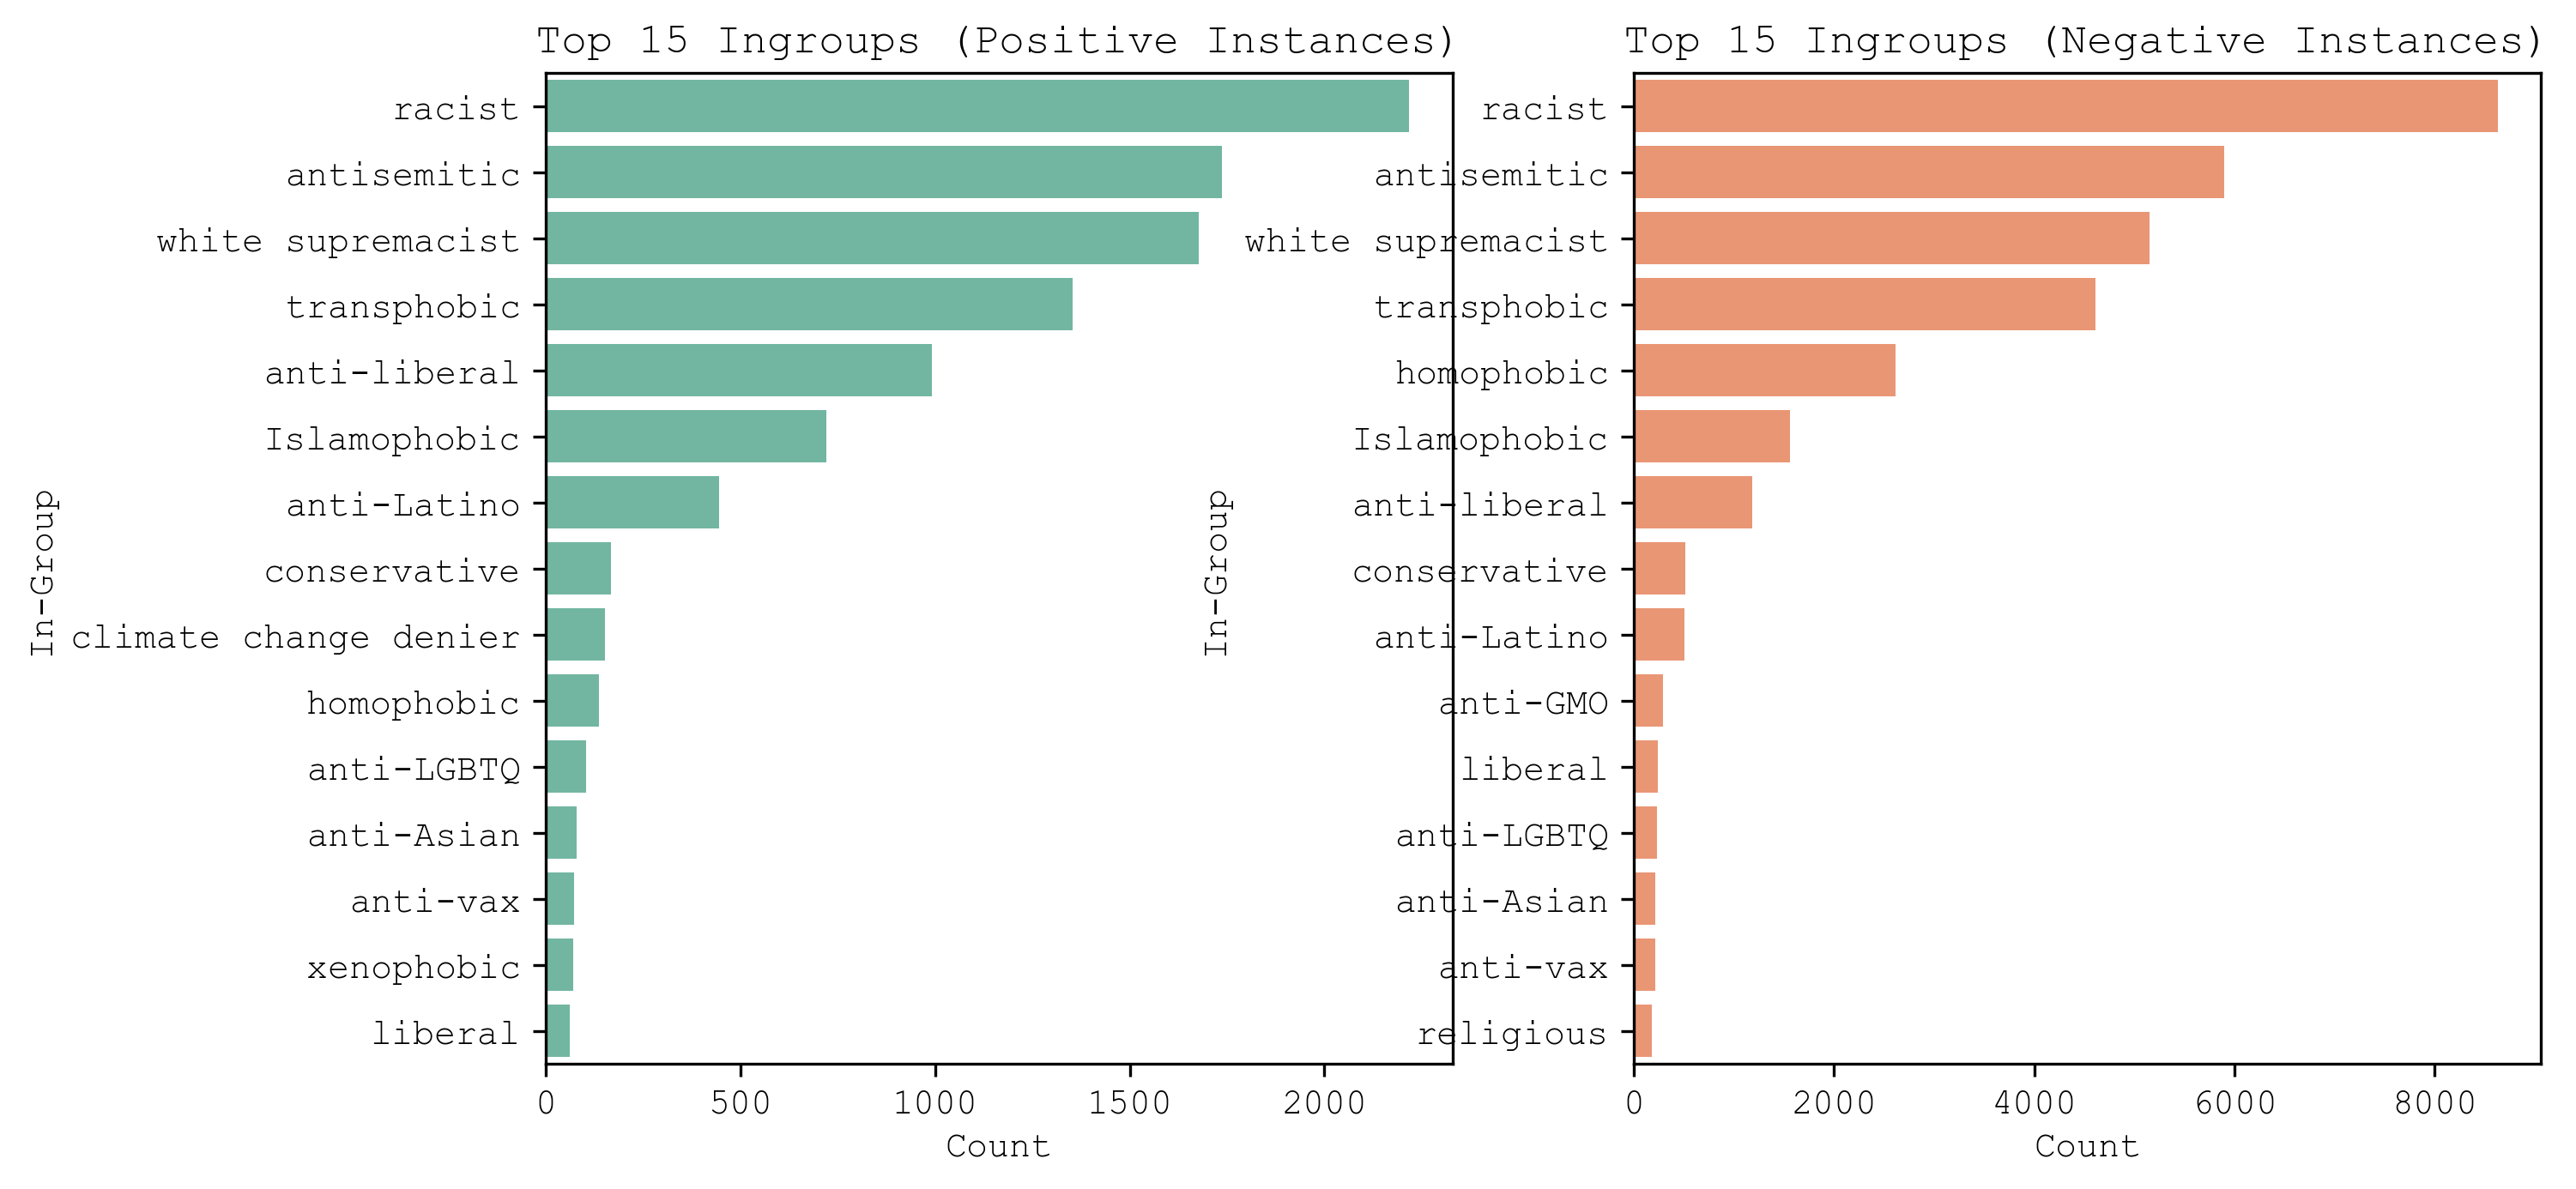 Top 15 Ingroups (Positive Instances)
In-Group
racist
antisemitic
white supremacist
transphobic
anti-liberal
Islamophobic
anti-Latino
conservative
climate change denier
homophobic
anti-LGBTQ
anti-Asian
anti-vax
xenophobic
liberal
0 500 1000 1500 2000
Count
Top 15 Ingroups (Negative Instances)
In-Group
racist
antisemitic
white supremacist
transphobic
homophobic
Islamophobic
anti-liberal
conservative
anti-Latino
anti-GMO
liberal
anti-LGBTQ
anti-Asian
anti-vax
religious
0 2000 4000 6000 8000
Count